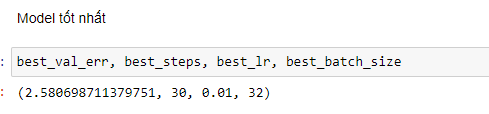 Model tốt nhất
: best_val_err, best_steps, best_lr, best_batch_size
: (2.580698711379751, 30, 0.01, 32)